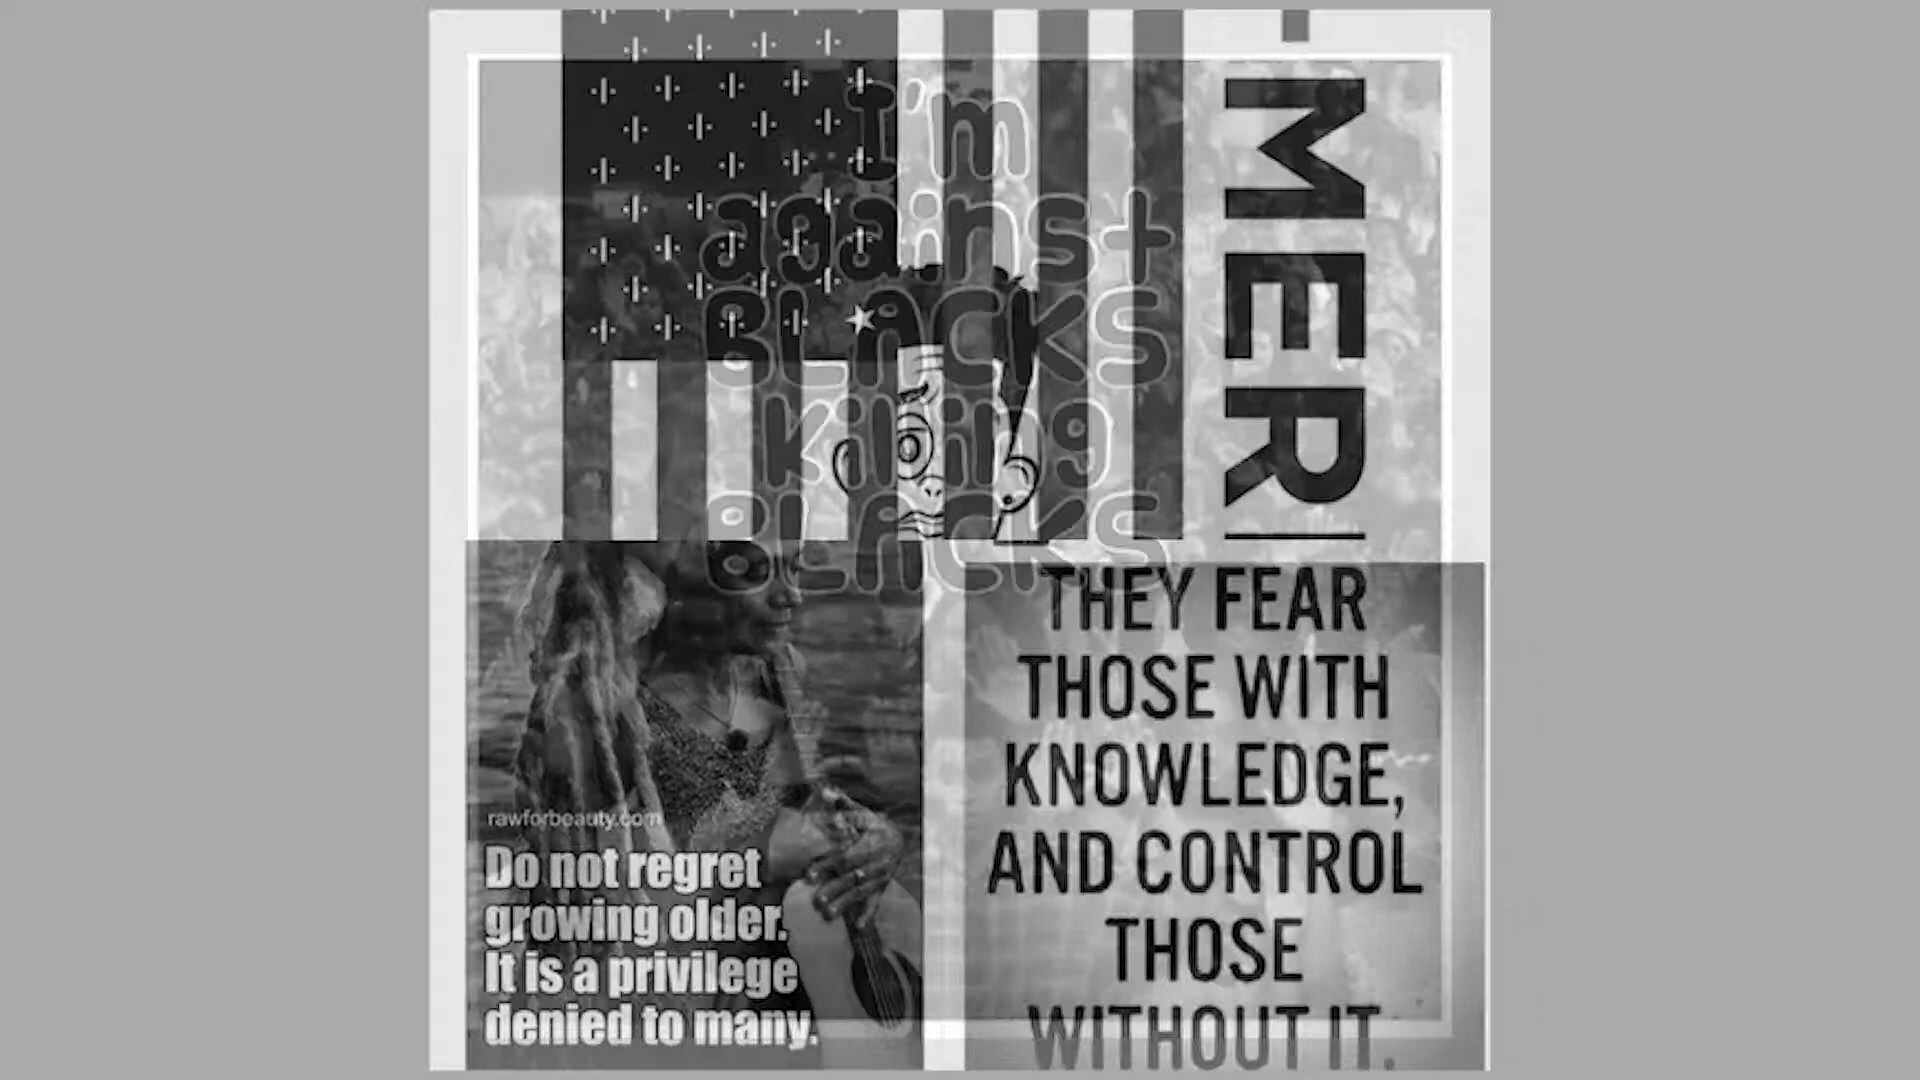 I'm
against
BLACKS
killing
BLACKS
MERI
THEY FEAR
THOSE WITH
KNOWLEDGE,
AND CONTROL
THOSE
WITHOUT IT.
rawforbeauty.com
Do not regret
growing older.
It is a privilege
denied to many.